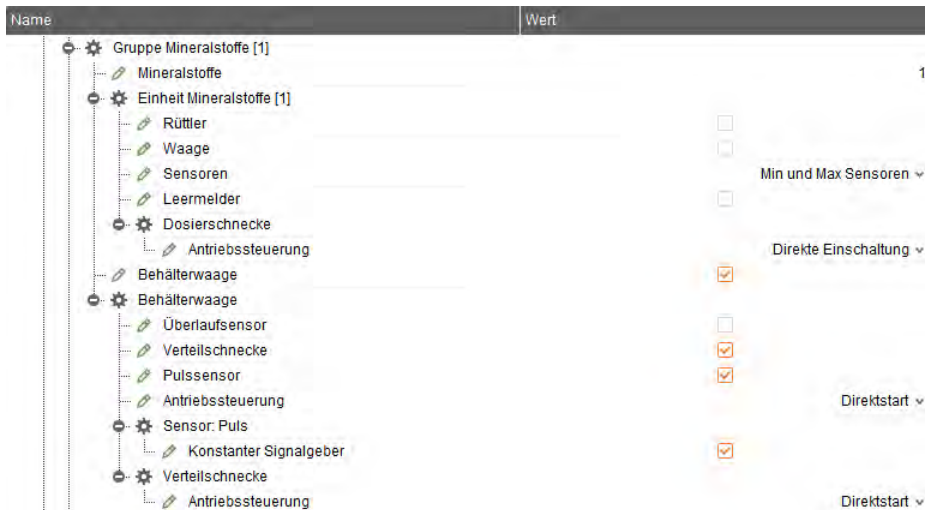 Name Wert
Gruppe Mineralstoffe [1]
Mineralstoffe 1
Einheit Mineralstoffe [1]
Rüttler
Waage
Sensoren Min und Max Sensoren
Leermelder
Dosierschnecke
Antriebssteuerung Direkte Einschaltung
Behälterwaage
Behälterwaage
Überlaufsensor
Verteilschnecke
Pulssensor
Antriebssteuerung Direktstart
Sensor: Puls
Konstanter Signalgeber
Verteilschnecke
Antriebssteuerung Direktstart